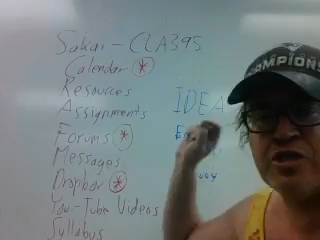 Sakai - CLA395
Calendar *
Resources
Assignments
Forums *
Messages
Dropbox *
You-Tube Videos
Syllabus
IDEA
CHAMPIONS